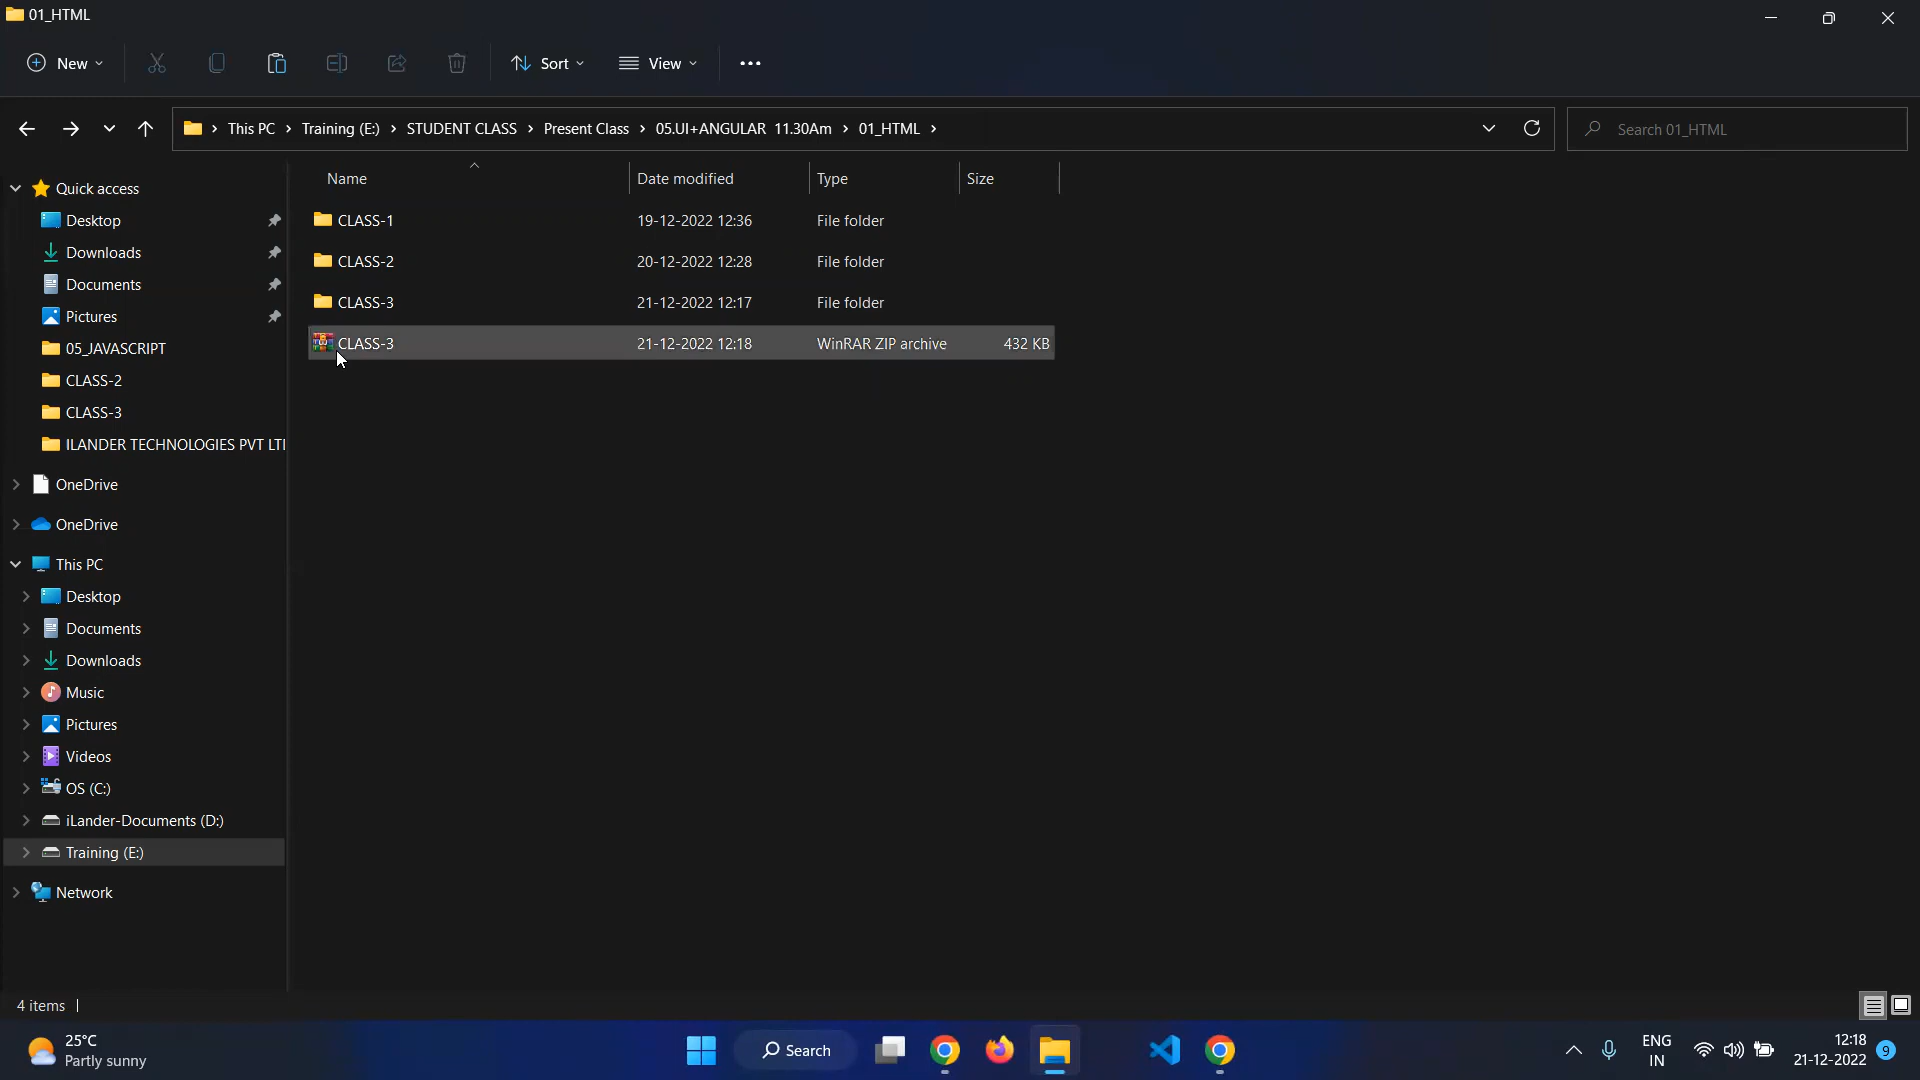 01_HTML
New
Sort
View
This PC
Training (E:)
STUDENT CLASS
Present Class
05.UI+ANGULAR 11.30Am
01_HTML
Search 01_HTML
Name
Date modified
Type
Size
CLASS-1
19-12-2022 12:36
File folder
CLASS-2
20-12-2022 12:28
File folder
CLASS-3
21-12-2022 12:17
File folder
CLASS-3
21-12-2022 12:18
WinRAR ZIP archive
432 KB
Quick access
Desktop
Downloads
Documents
Pictures
05_JAVASCRIPT
CLASS-2
CLASS-3
ILANDER TECHNOLOGIES PVT LT
OneDrive
OneDrive
This PC
Desktop
Documents
Downloads
Music
Pictures
Videos
OS (C:)
iLander-Documents (D:)
Training (E:)
Network
4 items
25°C
Partly sunny
Search
ENG
IN
12:18
21-12-2022
9